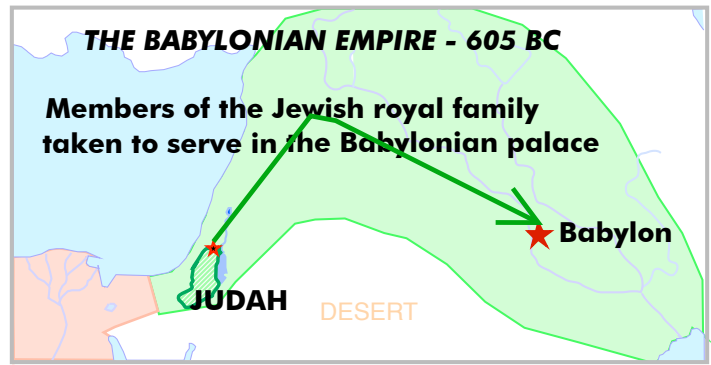 THE BABYLONIAN EMPIRE - 605 BC
Members of the Jewish royal family
taken to serve in the Babylonian palace
Babylon
JUDAH
DESERT